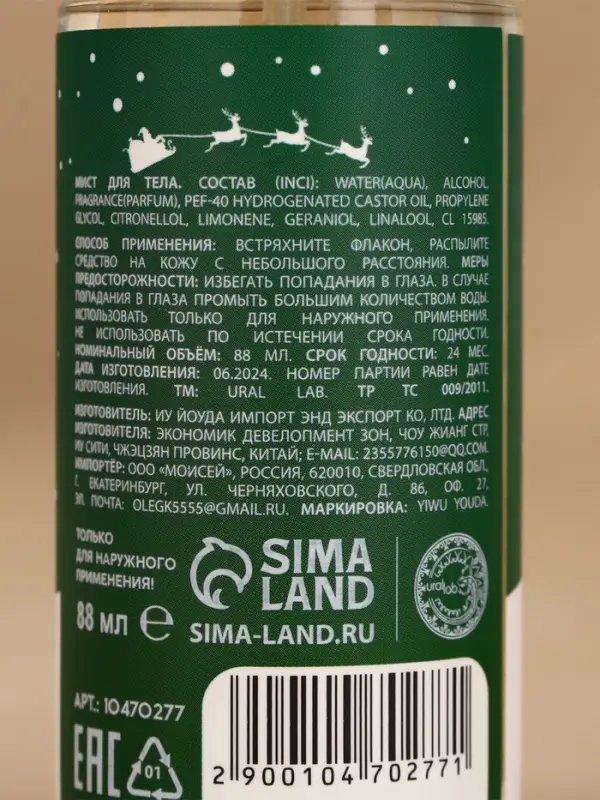 МИСТ ДЛЯ ТЕЛА. СОСТАВ (INCI): WATER(AQUA), ALCOHOL,
FRAGRANCE(PARFUM), PEF-40 HYDROGENATED CASTOR OIL, PROPYLENE
GLYCOL, CITRONELLOL, LIMONENE, GERANIOL, LINALOOL, CL 15985.
СПОСОБ ПРИМЕНЕНИЯ: ВСТРЯХНИТЕ ФЛАКОН, РАСПЫЛИТЕ
СРЕДСТВО НА КОЖУ С НЕБОЛЬШОГО РАССТОЯНИЯ. МЕРЫ
ПРЕДОСТОРОЖНОСТИ: ИЗБЕГАТЬ ПОПАДАНИЯ В ГЛАЗА. В СЛУЧАЕ
ПОПАДАНИЯ В ГЛАЗА ПРОМЫТЬ БОЛЬШИМ КОЛИЧЕСТВОМ ВОДЫ.
ИСПОЛЬЗОВАТЬ ТОЛЬКО ДЛЯ НАРУЖНОГО ПРИМЕНЕНИЯ.
НЕ ИСПОЛЬЗОВАТЬ ПО ИСТЕЧЕНИИ СРОКА ГОДНОСТИ.
НОМИНАЛЬНЫЙ ОБЪЁМ: 88 МЛ. СРОК ГОДНОСТИ: 24 МЕС.
ДАТА ИЗГОТОВЛЕНИЯ: 06.2024. НОМЕР ПАРТИИ РАВЕН ДАТЕ
ИЗГОТОВЛЕНИЯ. TM: URAL LAB. ТР ТС 009/2011.
ИЗГОТОВИТЕЛЬ: ИУ ЙОУДА ИМПОРТ ЭНД ЭКСПОРТ КО, ЛТД. АДРЕС
ИЗГОТОВИТЕЛЯ: ЭКОНОМИК ДЕВЕЛОПМЕНТ ЗОН, ЧОУ ЖИАНГ СТР,
ИУ СИТИ, ЧЖЭЦЗЯН ПРОВИНС, КИТАЙ; E-MAIL: 2355776150@QQ.COM.
ИМПОРТЁР: ООО «МОИСЕЙ», РОССИЯ, 620010, СВЕРДЛОВСКАЯ ОБЛ.,
Г. ЕКАТЕРИНБУРГ, УЛ. ЧЕРНЯХОВСКОГО, Д. 86, ОФ. 27,
ЭЛ. ПОЧТА: OLEGK5555@GMAIL.RU. МАРКИРОВКА: YIWU YOUDA.
ТОЛЬКО
ДЛЯ НАРУЖНОГО
ПРИМЕНЕНИЯ!
88 МЛ e
SIMA
LAND
SIMA-LAND.RU
ural lab
АРТ.: 10470277
EAC
01
2 900104 702771